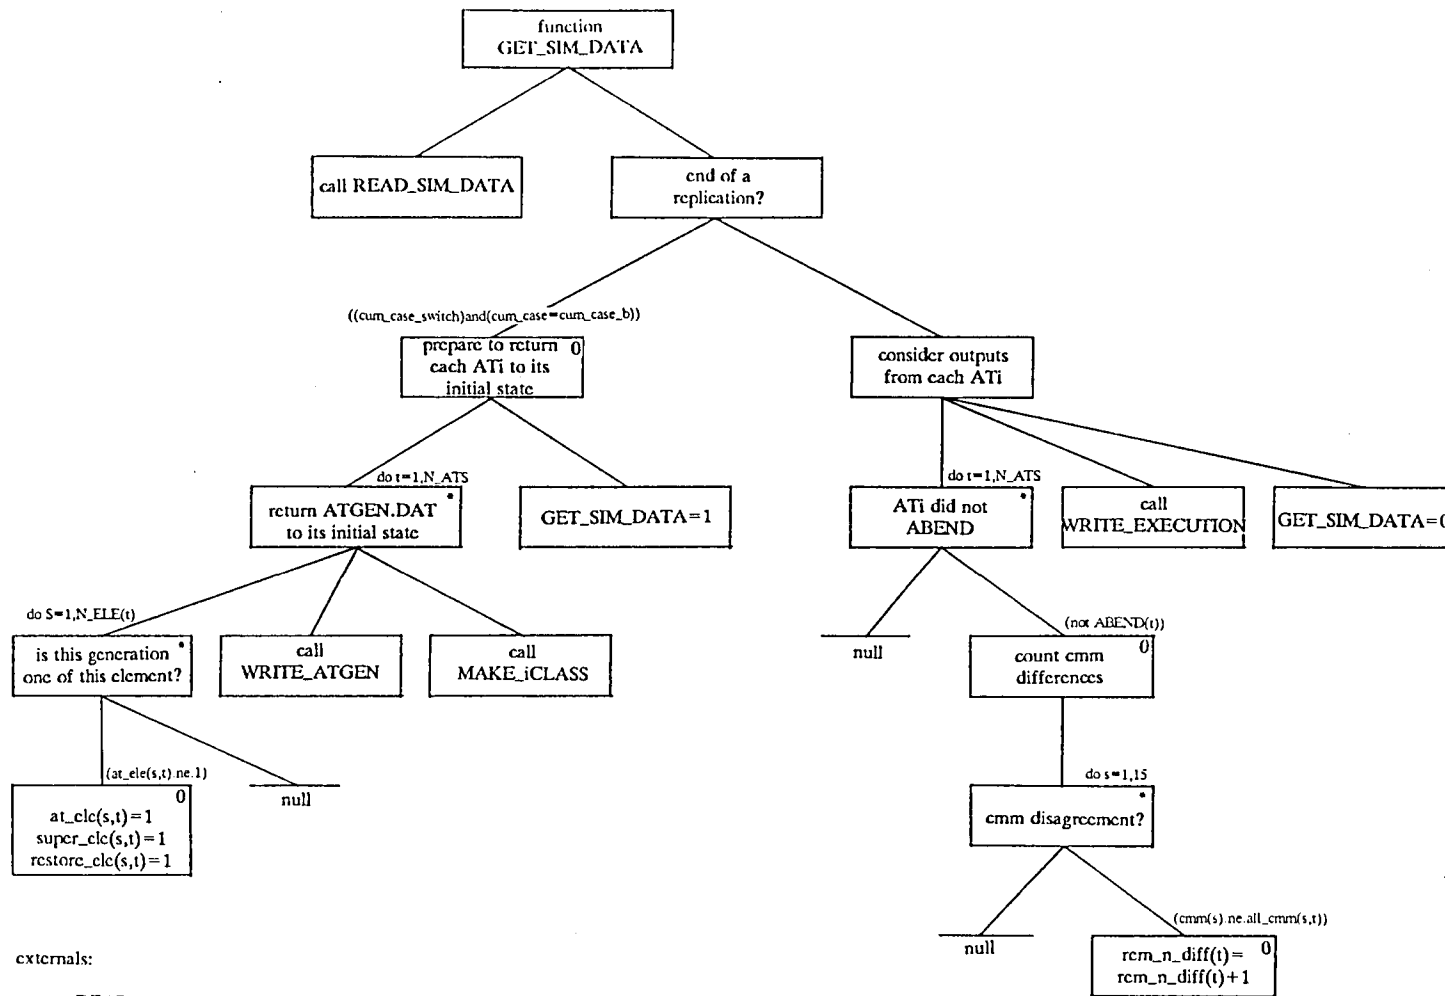 function
GET_SIM_DATA
call READ_SIM_DATA
end of a
replication?
((cum_case_switch)and(cum_case=cum_case_b))
prepare to return 0
each ATi to its
initial state
consider outputs
from each ATi
do t=1,N_ATS
return ATGEN.DAT *
to its initial state
GET_SIM_DATA=1
do t=1,N_ATS
ATi did not *
ABEND
call
WRITE_EXECUTION
GET_SIM_DATA=0
do S=1,N_ELE(t)
is this generation *
one of this element?
call
WRITE_ATGEN
call
MAKE_iCLASS
null
(not ABEND(t))
count cmm 0
differences
(at_ele(s,t).ne.1)
0
at_ele(s,t)=1
super_ele(s,t)=1
restore_ele(s,t)=1
null
do s=1,15
*
cmm disagreement?
null
(cmm(s).ne.all_cmm(s,t))
rem_n_diff(t)= 0
rem_n_diff(t)+1
externals: